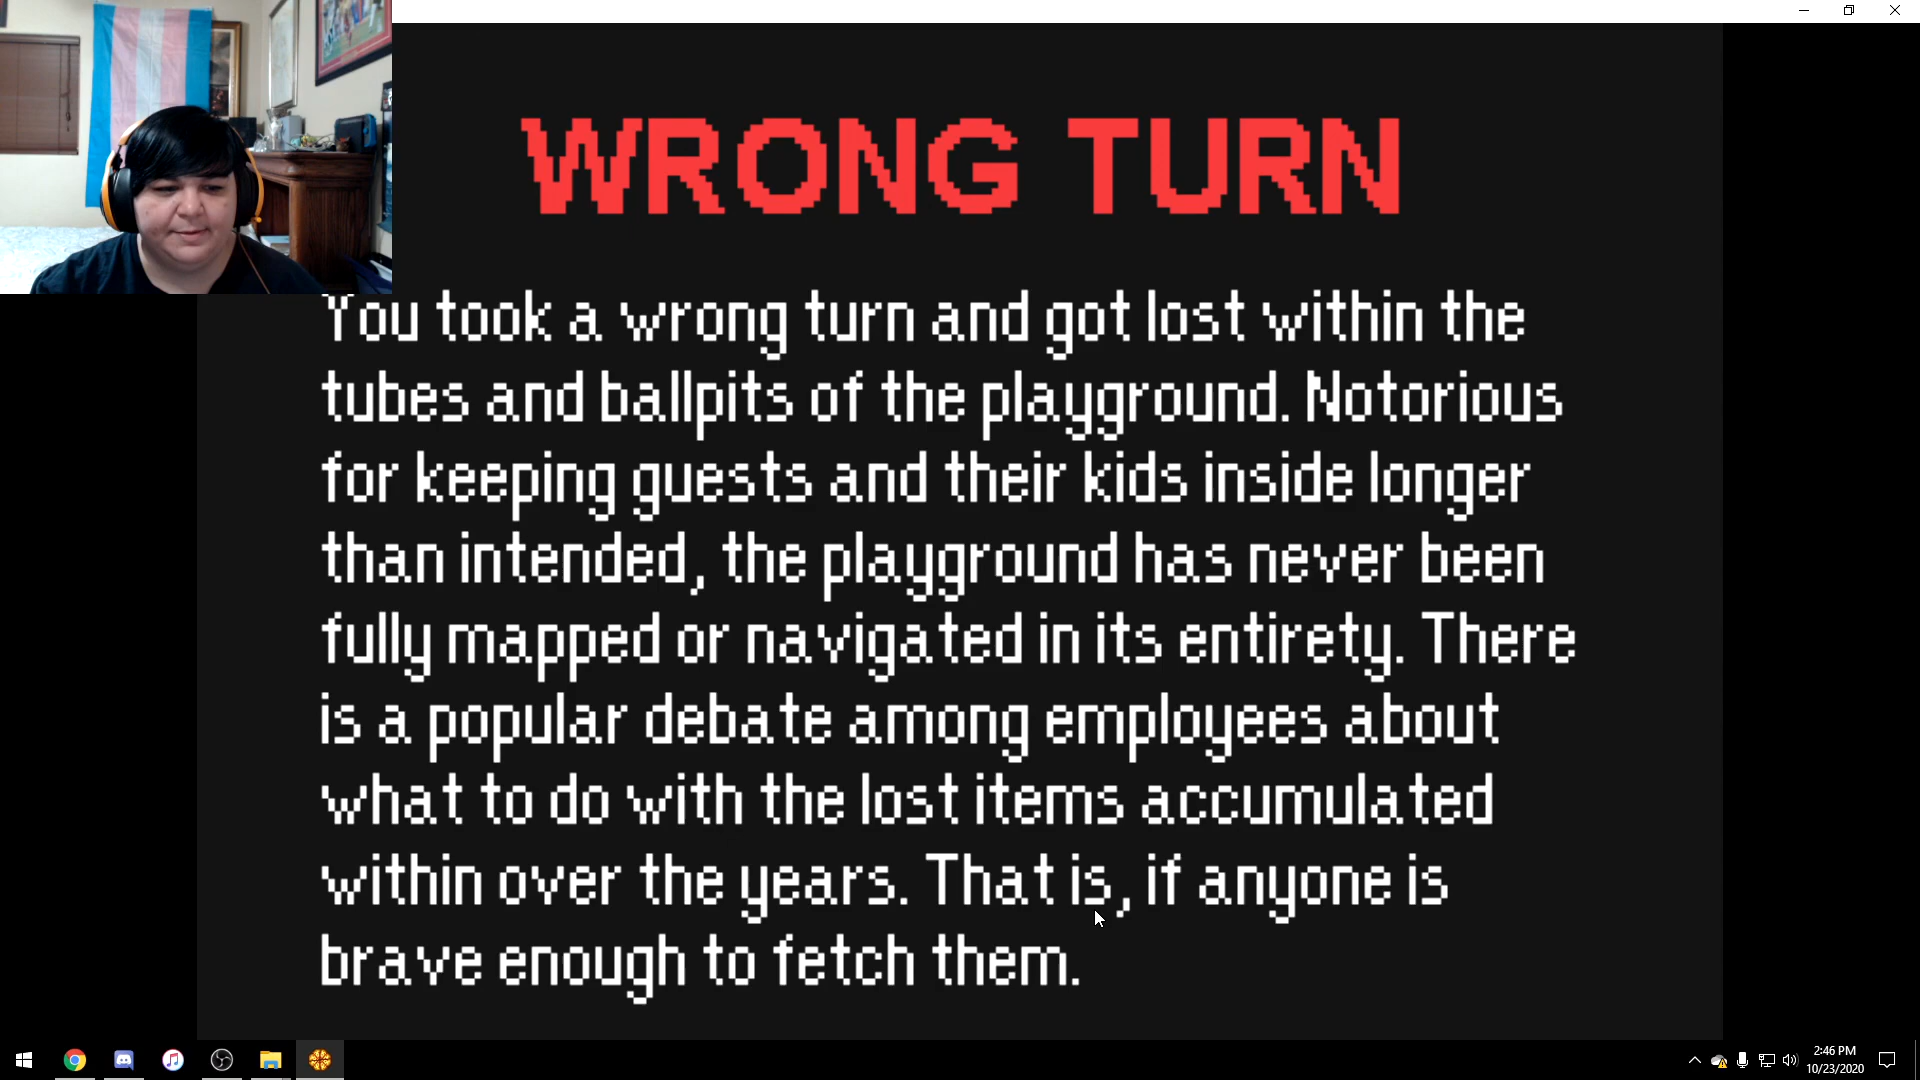 WRONG TURN
You took a wrong turn and got lost within the
tubes and ballpits of the playground. Notorious
for keeping guests and their kids inside longer
than intended, the playground has never been
fully mapped or navigated in its entirety. There
is a popular debate among employees about
what to do with the lost items accumulated
within over the years. That is, if anyone is
brave enough to fetch them.
2:46 PM
10/23/2020